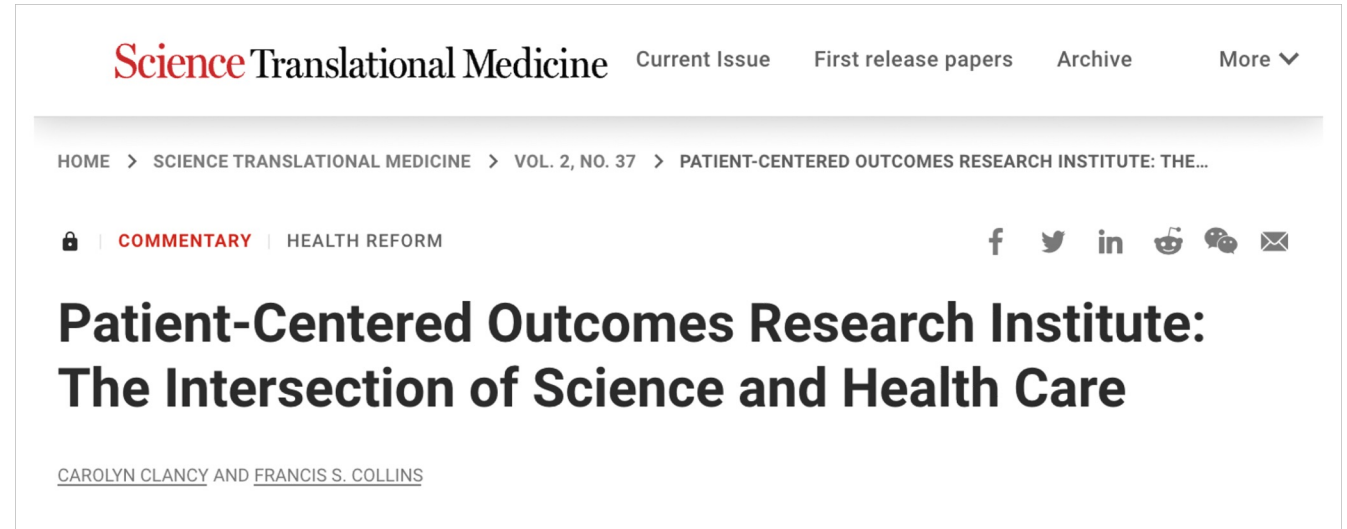 Science Translational Medicine Current Issue First release papers Archive More
HOME > SCIENCE TRANSLATIONAL MEDICINE > VOL. 2, NO. 37 > PATIENT-CENTERED OUTCOMES RESEARCH INSTITUTE: THE...
COMMENTARY | HEALTH REFORM
Patient-Centered Outcomes Research Institute:
The Intersection of Science and Health Care
CAROLYN CLANCY AND FRANCIS S. COLLINS